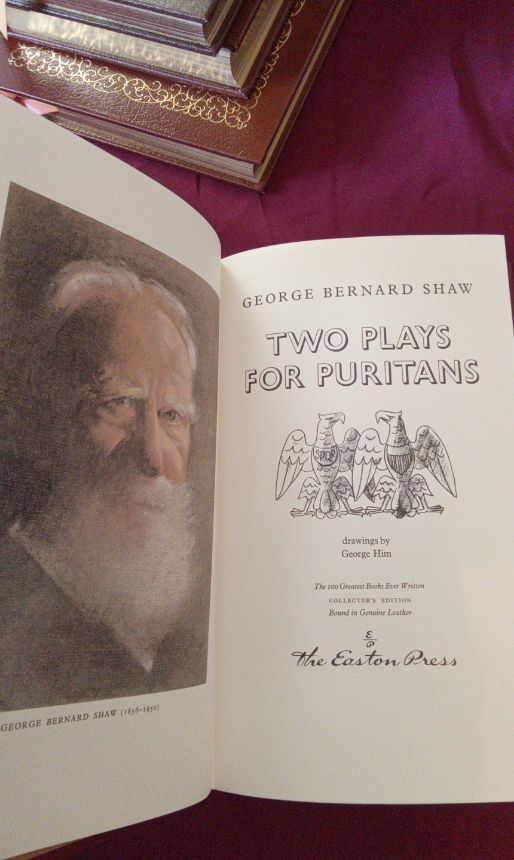 GEORGE BERNARD SHAW (1856–1950)
GEORGE BERNARD SHAW
TWO PLAYS
FOR PURITANS
SPQR
drawings by
George Him
The 100 Greatest Books Ever Written
COLLECTOR'S EDITION
Bound in Genuine Leather
E
P
The Easton Press